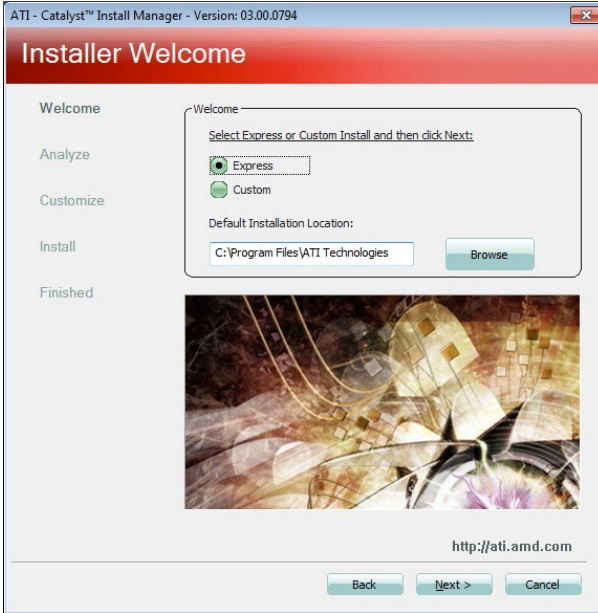 ATI - Catalyst™ Install Manager - Version: 03.00.0794
Installer Welcome
Welcome
Analyze
Customize
Install
Finished
Welcome
Select Express or Custom Install and then click Next:
Express
Custom
Default Installation Location:
C:\Program Files\ATI Technologies
Browse
http://ati.amd.com
Back
Next >
Cancel